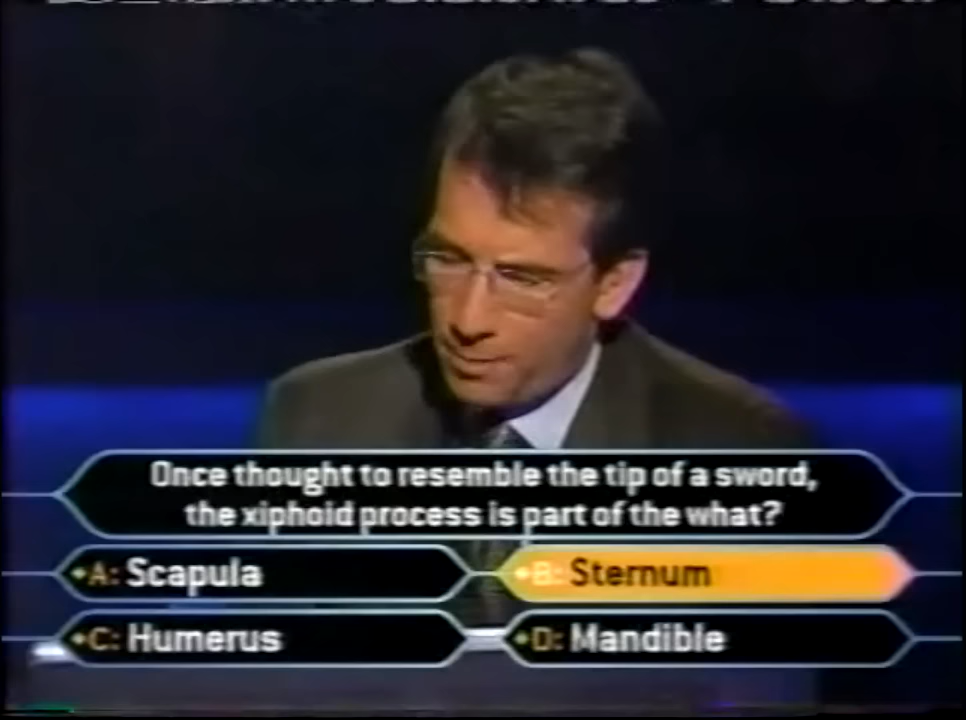 Once thought to resemble the tip of a sword,
the xiphoid process is part of the what?
A: Scapula
B: Sternum
C: Humerus
D: Mandible